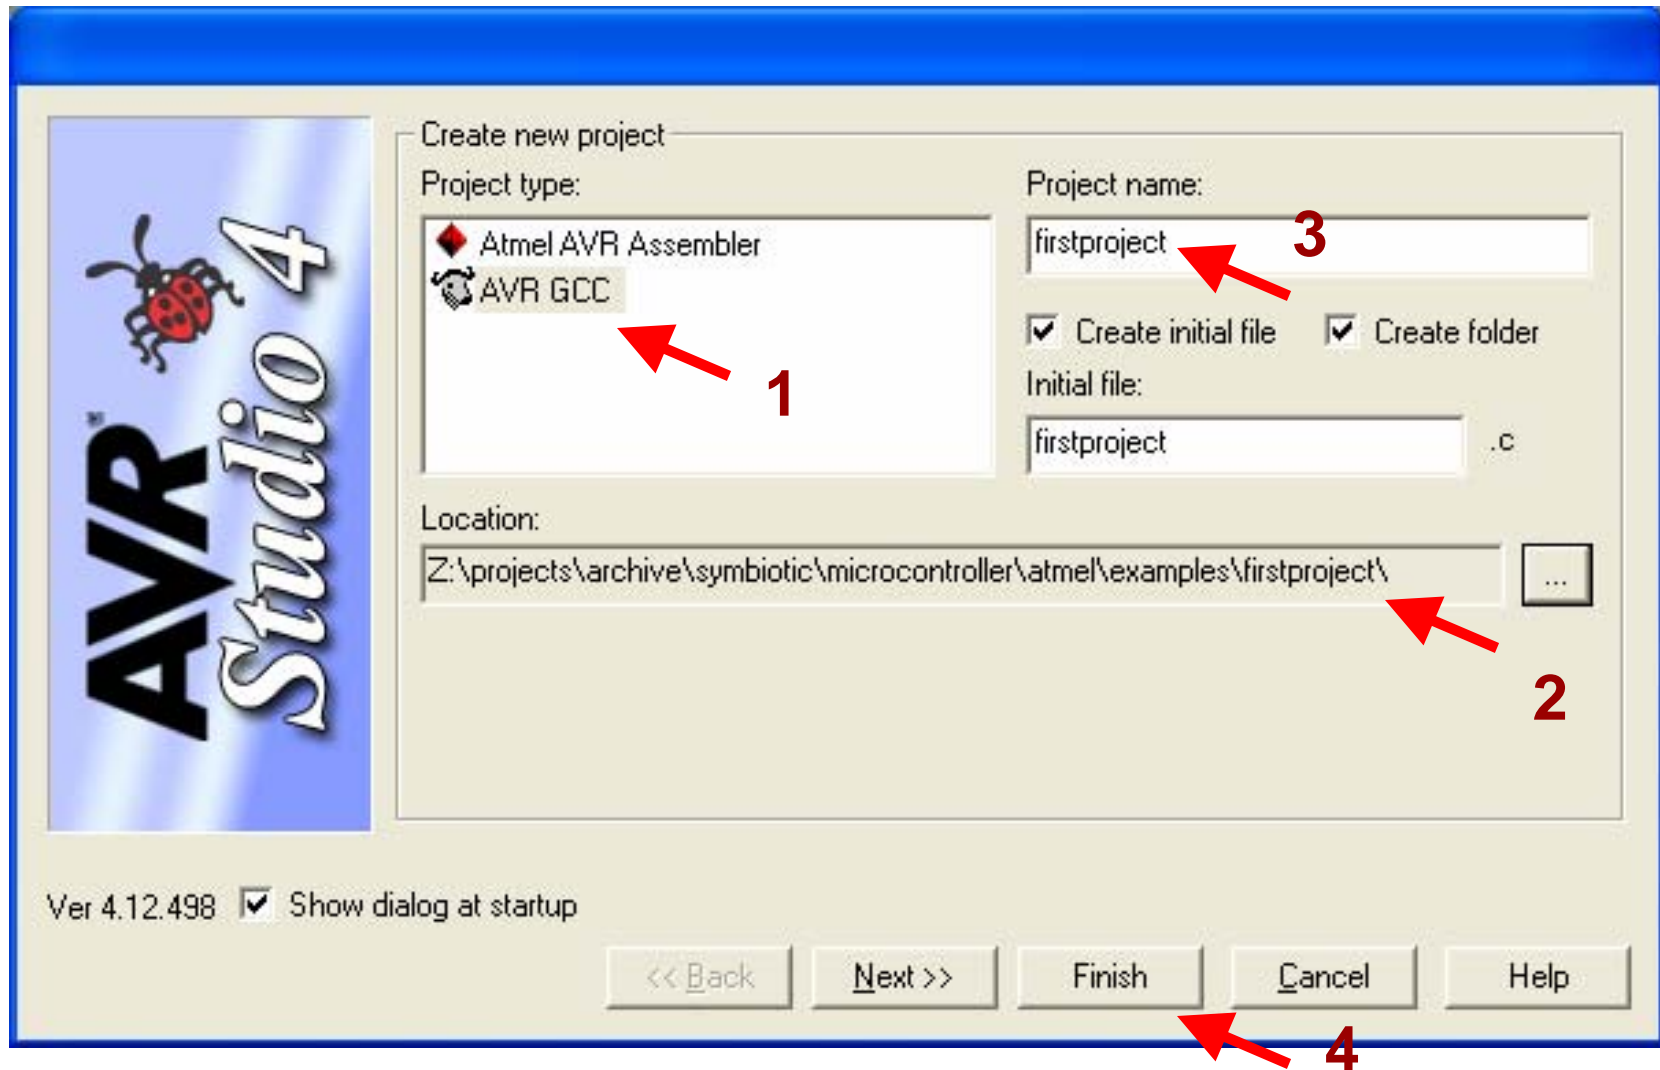 AVR
Studio 4
Create new project
Project type:
Atmel AVR Assembler
AVR GCC
1
Project name:
firstproject
3
Create initial file
Create folder
Initial file:
firstproject
.c
Location:
Z:\projects\archive\symbiotic\microcontroller\atmel\examples\firstproject\
...
2
Ver 4.12.498
Show dialog at startup
<< Back
Next >>
Finish
Cancel
Help
4